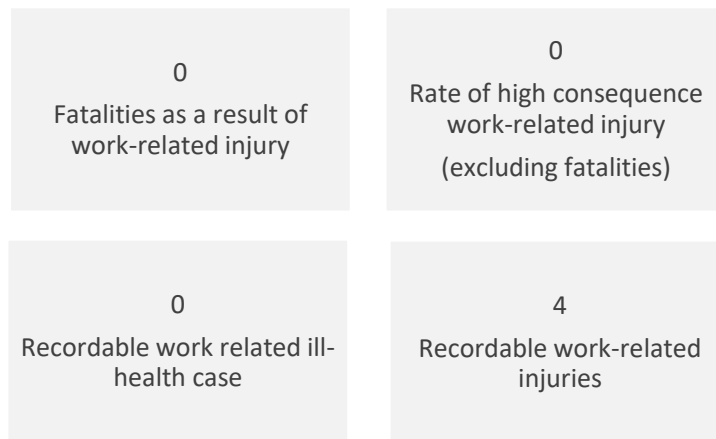 0
Fatalities as a result of
work-related injury
0
Rate of high consequence
work-related injury
(excluding fatalities)
0
Recordable work related ill-
health case
4
Recordable work-related
injuries